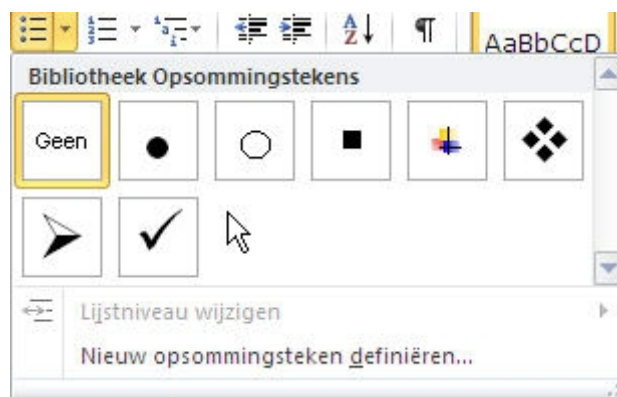 AaBbCcD
Bibliotheek Opsommingstekens
Geen
Lijstniveau wijzigen
Nieuw opsommingsteken definiëren...